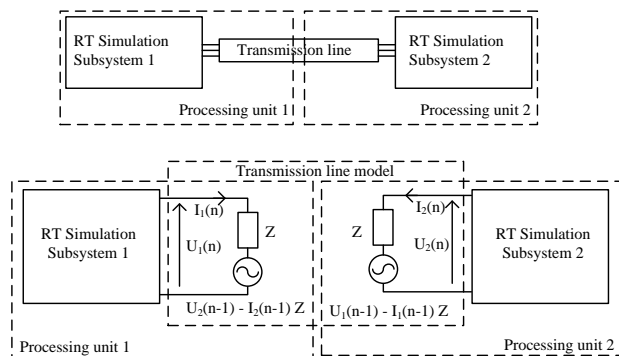 RT Simulation
Subsystem 1
Transmission line
RT Simulation
Subsystem 2
Processing unit 1
Processing unit 2
Transmission line model
RT Simulation
Subsystem 1
I₁(n)
U₁(n)
Z
U₂(n-1) - I₂(n-1) Z
Z
I₂(n)
U₂(n)
U₁(n-1) - I₁(n-1) Z
RT Simulation
Subsystem 2
Processing unit 1
Processing unit 2